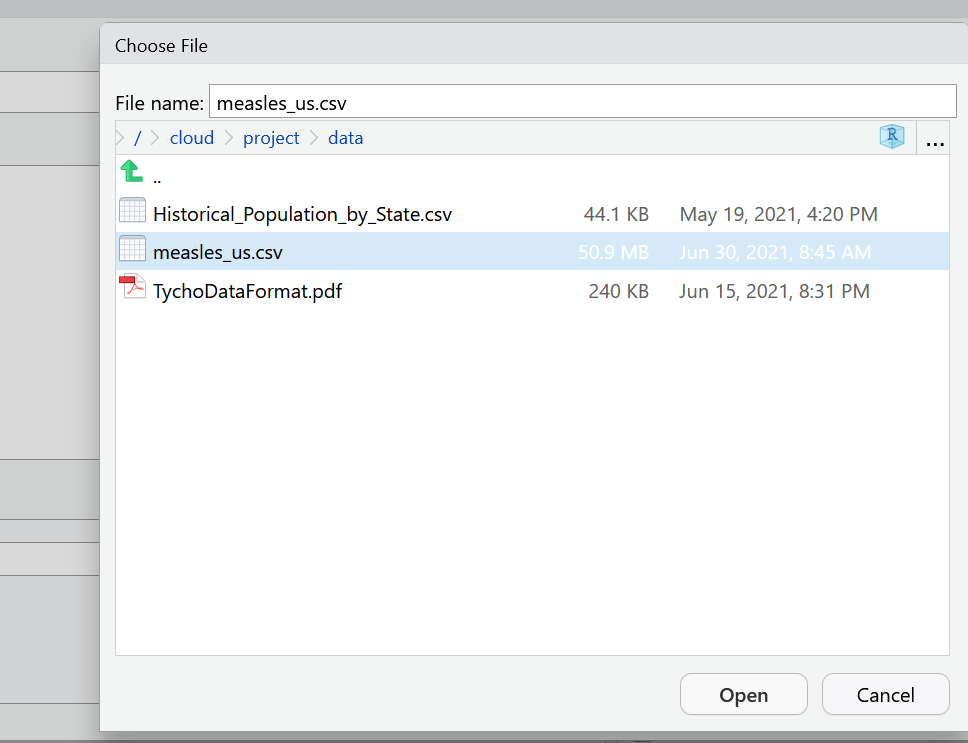 Choose File
File name: measles_us.csv
/ cloud project data R ...
..
Historical_Population_by_State.csv 44.1 KB May 19, 2021, 4:20 PM
measles_us.csv 50.9 MB Jun 30, 2021, 8:45 AM
TychoDataFormat.pdf 240 KB Jun 15, 2021, 8:31 PM
Open Cancel